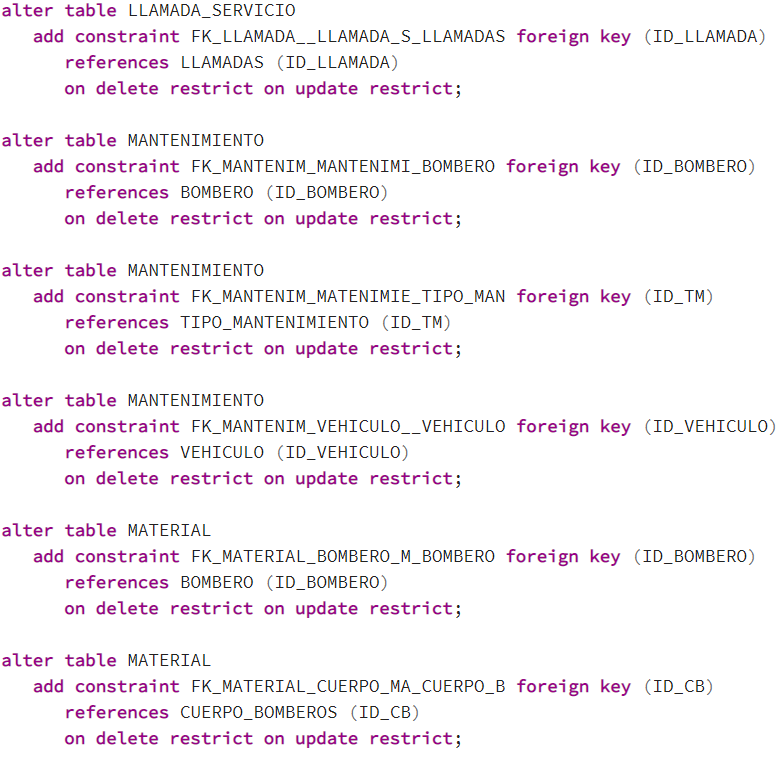 alter table LLAMADA_SERVICIO
add constraint FK_LLAMADA__LLAMADA_S_LLAMADAS foreign key (ID_LLAMADA)
references LLAMADAS (ID_LLAMADA)
on delete restrict on update restrict;
alter table MANTENIMIENTO
add constraint FK_MANTENIM_MANTENIMI_BOMBERO foreign key (ID_BOMBERO)
references BOMBERO (ID_BOMBERO)
on delete restrict on update restrict;
alter table MANTENIMIENTO
add constraint FK_MANTENIM_MATENIMIE_TIPO_MAN foreign key (ID_TM)
references TIPO_MANTENIMIENTO (ID_TM)
on delete restrict on update restrict;
alter table MANTENIMIENTO
add constraint FK_MANTENIM_VEHICULO__VEHICULO foreign key (ID_VEHICULO)
references VEHICULO (ID_VEHICULO)
on delete restrict on update restrict;
alter table MATERIAL
add constraint FK_MATERIAL_BOMBERO_M_BOMBERO foreign key (ID_BOMBERO)
references BOMBERO (ID_BOMBERO)
on delete restrict on update restrict;
alter table MATERIAL
add constraint FK_MATERIAL_CUERPO_MA_CUERPO_B foreign key (ID_CB)
references CUERPO_BOMBEROS (ID_CB)
on delete restrict on update restrict;